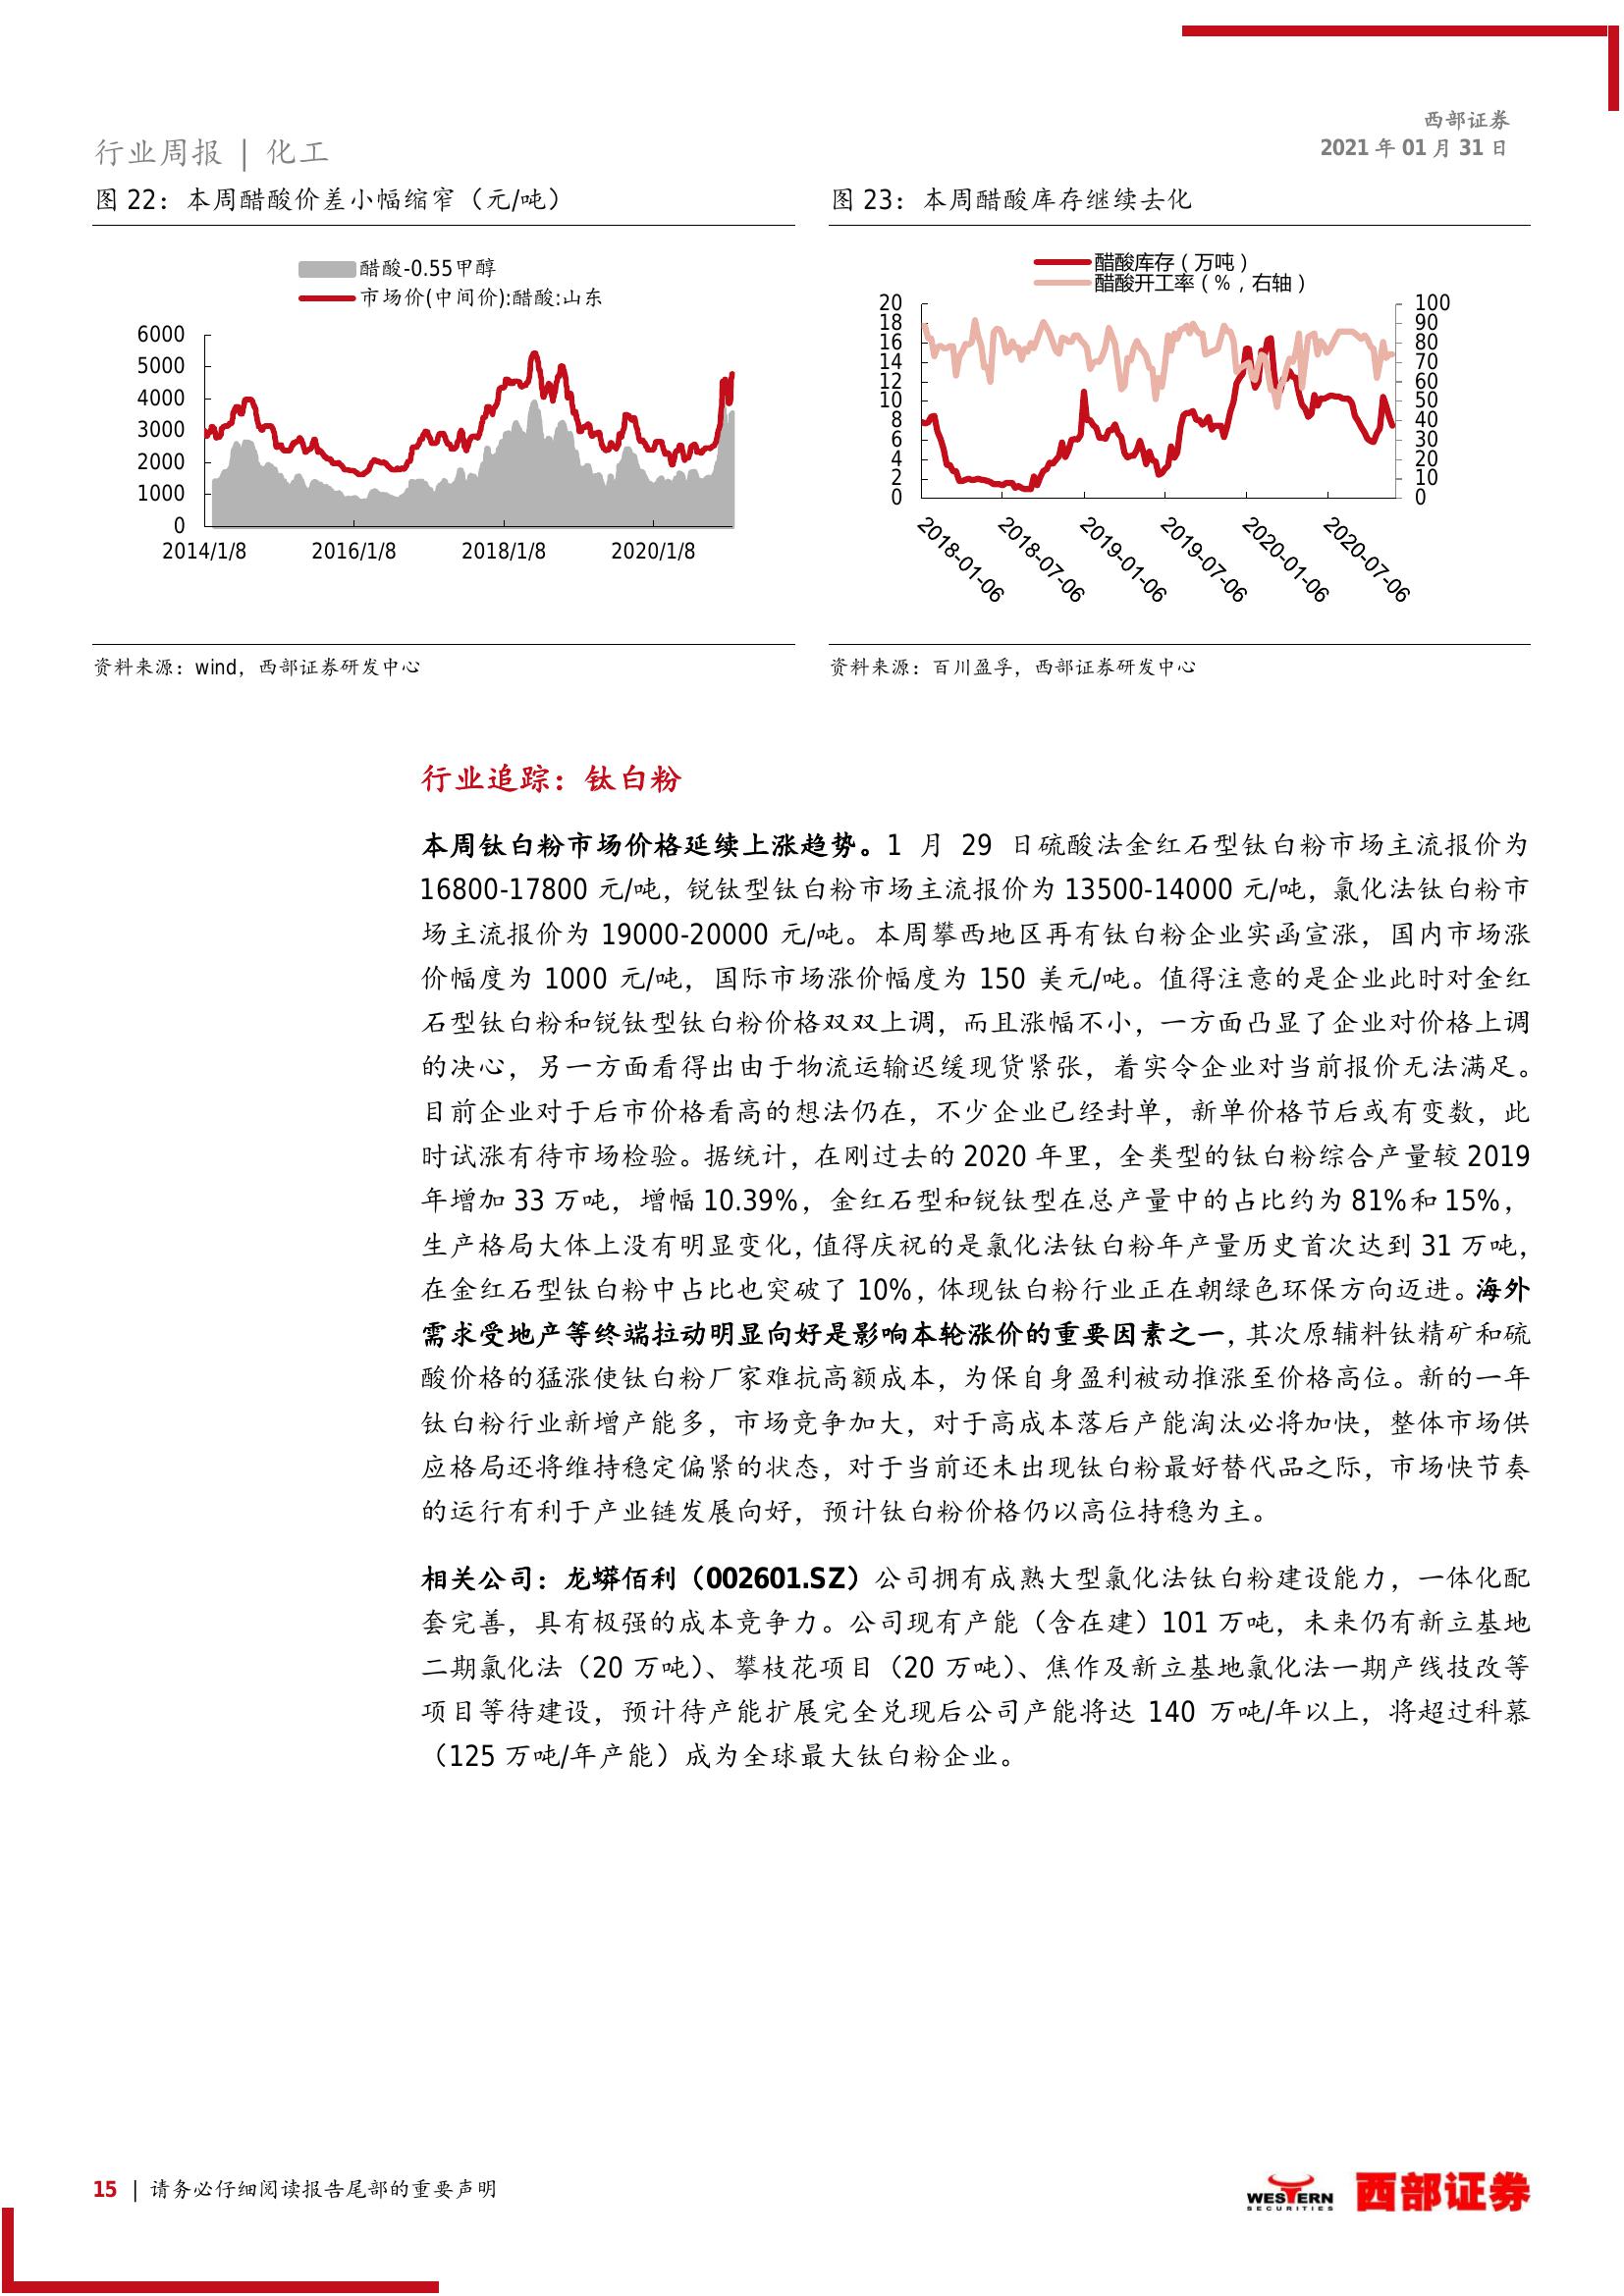 西部证券
2021 年 01 月 31 日
行业周报 | 化工
图 22：本周醋酸价差小幅缩窄（元/吨）
醋酸-0.55甲醇
市场价(中间价):醋酸:山东
6000
5000
4000
3000
2000
1000
0
2014/1/8 2016/1/8 2018/1/8 2020/1/8
资料来源：wind，西部证券研发中心
图 23：本周醋酸库存继续去化
醋酸库存（万吨）
醋酸开工率（%，右轴）
20
18
16
14
12
10
8
6
4
2
0
100
90
80
70
60
50
40
30
20
10
0
2018-01-06
2018-07-06
2019-01-06
2019-07-06
2020-01-06
2020-07-06
资料来源：百川盈孚，西部证券研发中心
行业追踪：钛白粉
本周钛白粉市场价格延续上涨趋势。1 月 29 日硫酸法金红石型钛白粉市场主流报价为
16800-17800 元/吨，锐钛型钛白粉市场主流报价为 13500-14000 元/吨，氯化法钛白粉市
场主流报价为 19000-20000 元/吨。本周攀西地区再有钛白粉企业实函宣涨，国内市场涨
价幅度为 1000 元/吨，国际市场涨价幅度为 150 美元/吨。值得注意的是企业此时对金红
石型钛白粉和锐钛型钛白粉价格双双上调，而且涨幅不小，一方面凸显了企业对价格上调
的决心，另一方面看得出由于物流运输迟缓现货紧张，着实令企业对当前报价无法满足。
目前企业对于后市价格看高的想法仍在，不少企业已经封单，新单价格节后或有变数，此
时试涨有待市场检验。据统计，在刚过去的 2020 年里，全类型的钛白粉综合产量较 2019
年增加 33 万吨，增幅 10.39%，金红石型和锐钛型在总产量中的占比约为 81%和 15%，
生产格局大体上没有明显变化，值得庆祝的是氯化法钛白粉年产量历史首次达到 31 万吨，
在金红石型钛白粉中占比也突破了 10%，体现钛白粉行业正在朝绿色环保方向迈进。海外
需求受地产等终端拉动明显向好是影响本轮涨价的重要因素之一，其次原辅料钛精矿和硫
酸价格的猛涨使钛白粉厂家难抗高额成本，为保自身盈利被动推涨至价格高位。新的一年
钛白粉行业新增产能多，市场竞争加大，对于高成本落后产能淘汰必将加快，整体市场供
应格局还将维持稳定偏紧的状态，对于当前还未出现钛白粉最好替代品之际，市场快节奏
的运行有利于产业链发展向好，预计钛白粉价格仍以高位持稳为主。
相关公司：龙蟒佰利（002601.SZ）公司拥有成熟大型氯化法钛白粉建设能力，一体化配
套完善，具有极强的成本竞争力。公司现有产能（含在建）101 万吨，未来仍有新立基地
二期氯化法（20 万吨）、攀枝花项目（20 万吨）、焦作及新立基地氯化法一期产线技改等
项目等待建设，预计待产能扩展完全兑现后公司产能将达 140 万吨/年以上，将超过科慕
（125 万吨/年产能）成为全球最大钛白粉企业。
15 | 请务必仔细阅读报告尾部的重要声明
WESTERN
SECURITIES
西部证券